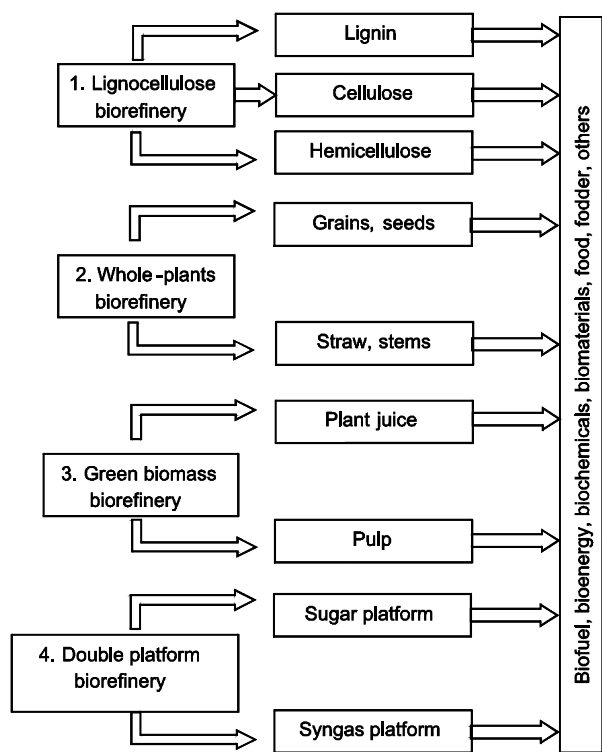 Lignin
1. Lignocellulose
biorefinery
Cellulose
Hemicellulose
Grains, seeds
2. Whole-plants
biorefinery
Straw, stems
Plant juice
3. Green biomass
biorefinery
Pulp
Sugar platform
4. Double platform
biorefinery
Syngas platform
Biofuel, bioenergy, biochemicals, biomaterials, food, fodder, others